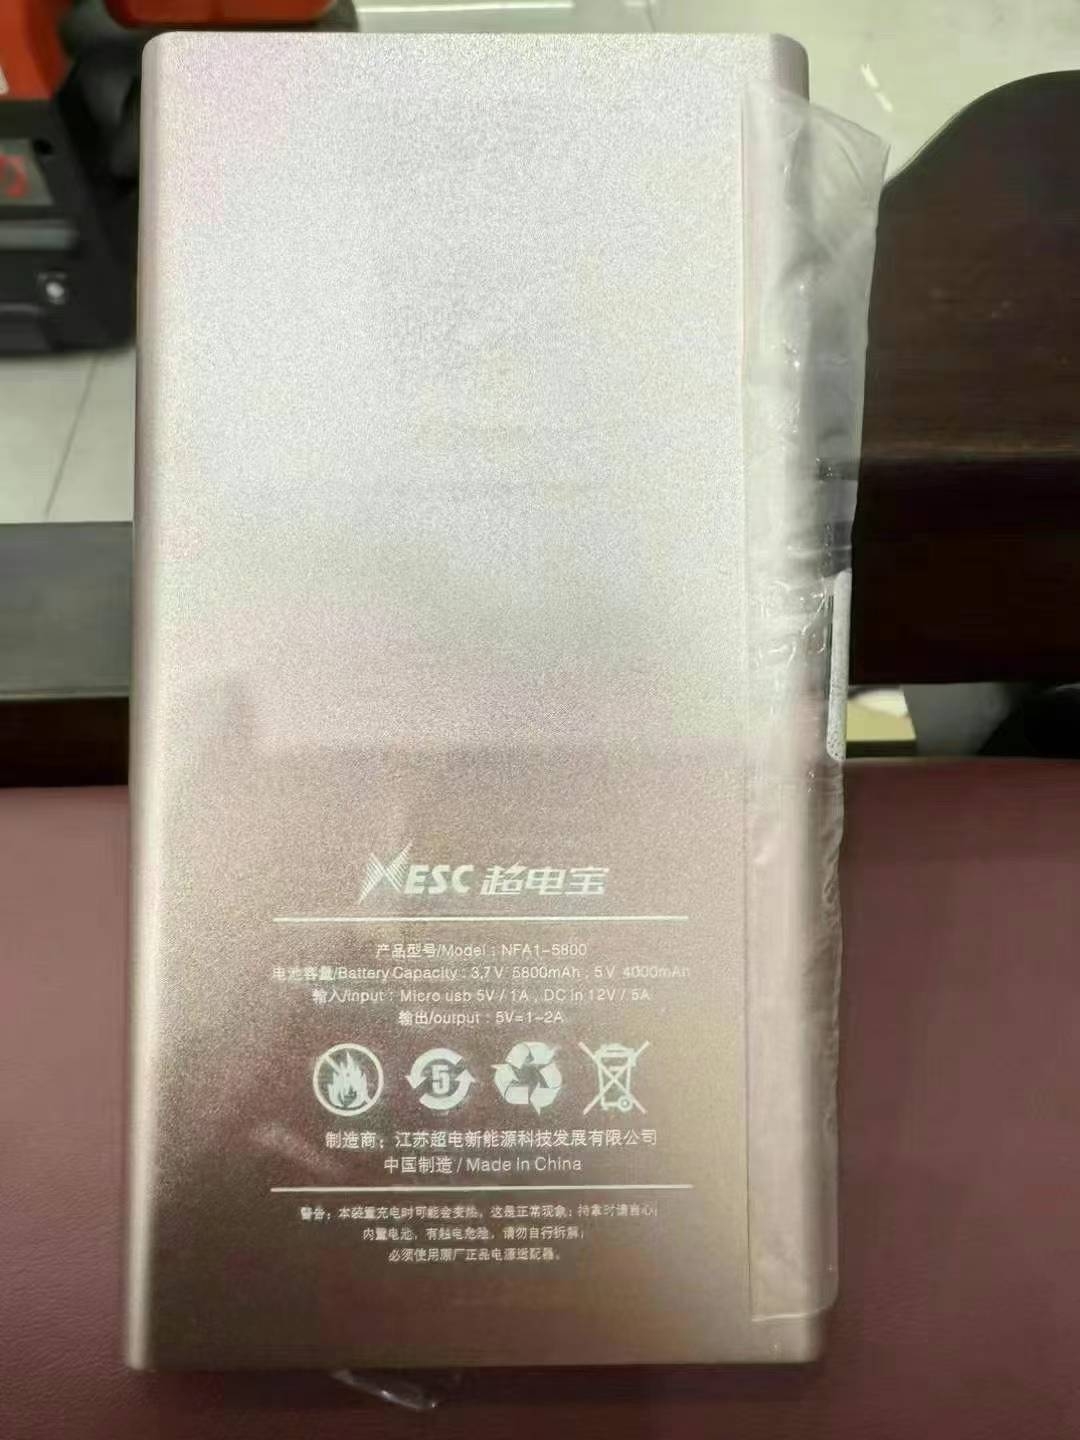 NESC 超电宝
产品型号/Model : NFA1-5800
电池容量/Battery Capacity : 3.7V 5800mAh , 5V 4000mAh
输入/input : Micro usb 5V / 1A , DC in 12V / 5A
输出/output : 5V=1-2A
5
制造商：江苏超电新能源科技发展有限公司
中国制造 / Made In China
警告：本装置充电时可能会变热，这是正常现象；持拿时请当心；
内置电池，有触电危险，请勿自行拆解；
必须使用原厂正品电源适配器。